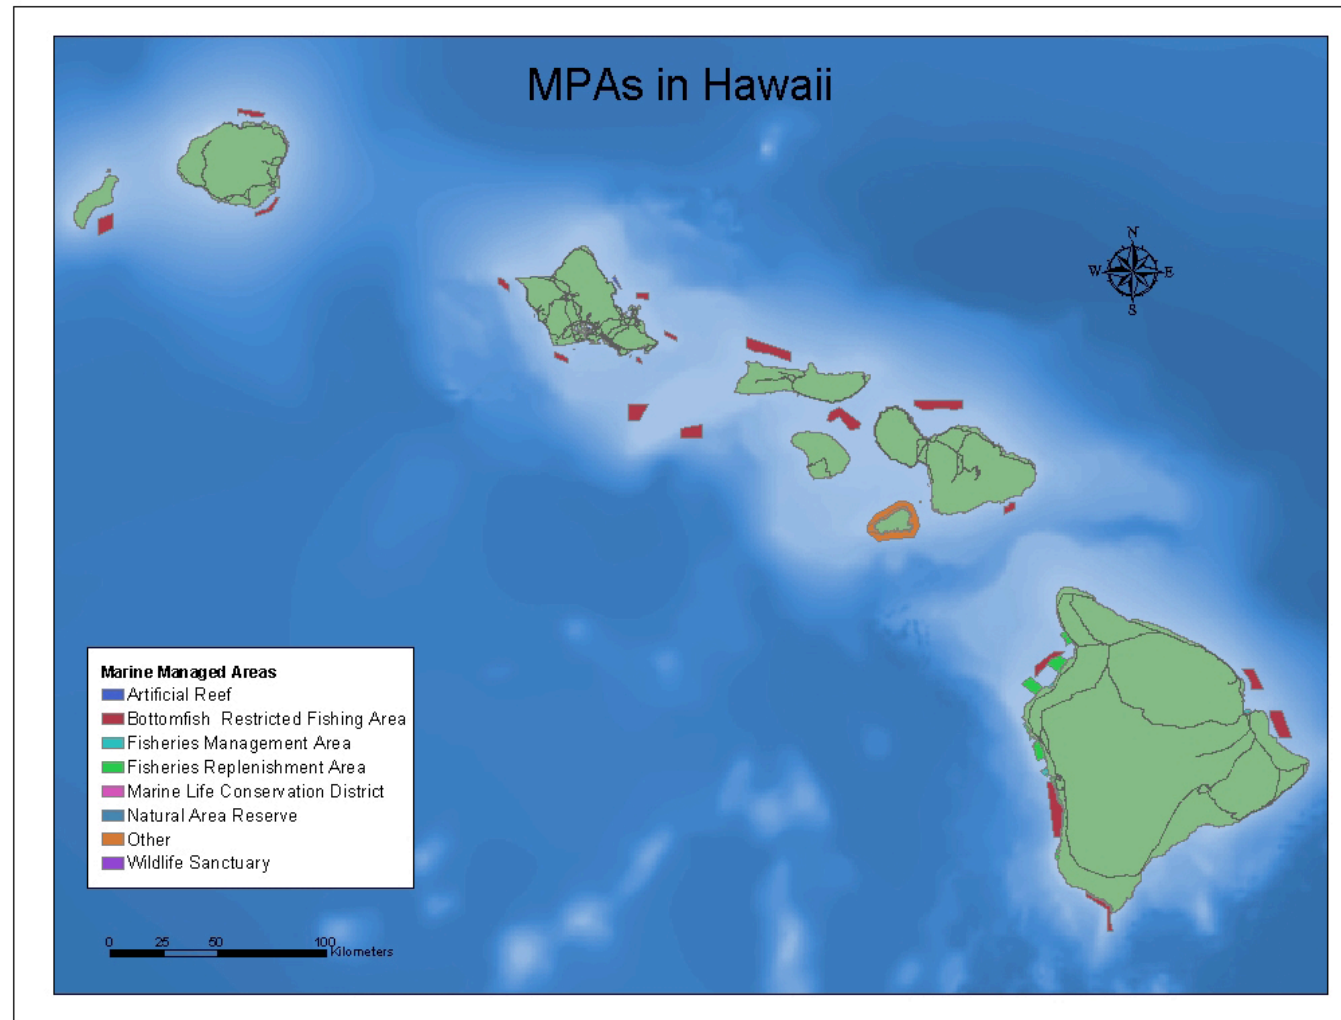 MPAs in Hawaii
N
W E
S
Marine Managed Areas
Artificial Reef
Bottomfish Restricted Fishing Area
Fisheries Management Area
Fisheries Replenishment Area
Marine Life Conservation District
Natural Area Reserve
Other
Wildlife Sanctuary
0 25 50 100
Kilometers